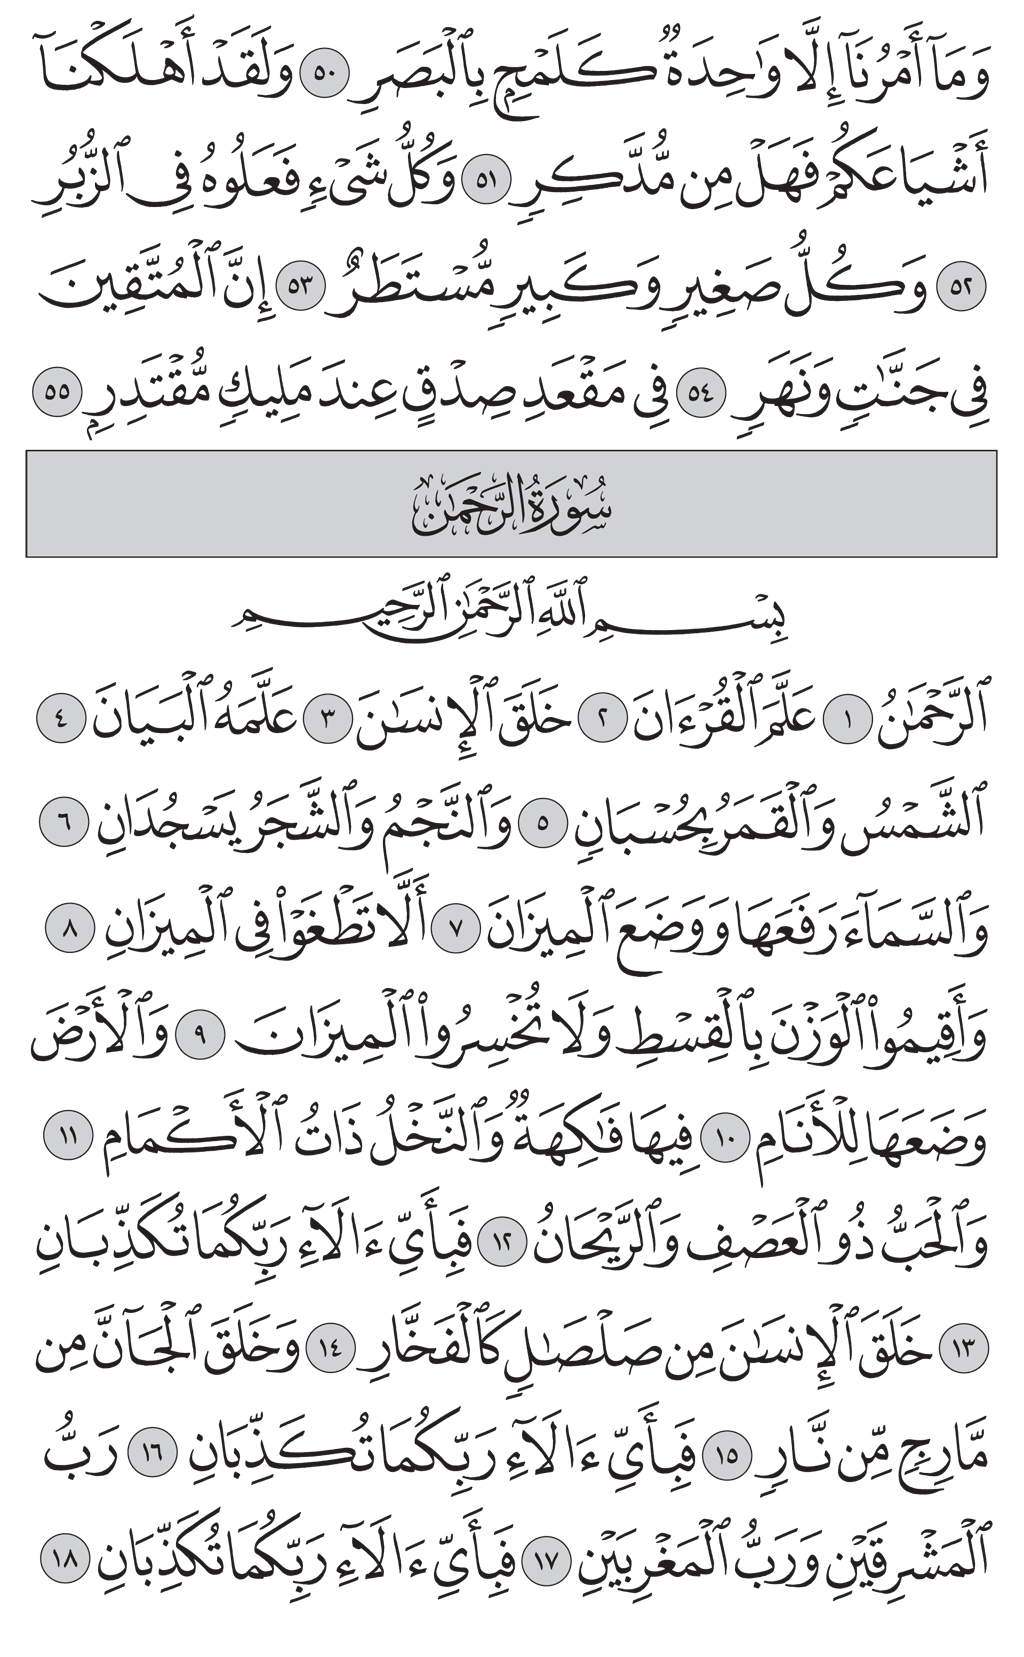 وَمَآ أَمْرُنَآ إِلَّا وَٰحِدَةٌ كَلَمْحٍۭ بِٱلْبَصَرِ ٥٠ وَلَقَدْ أَهْلَكْنَآ
أَشْيَاعَكُمْ فَهَلْ مِن مُّدَّكِرٍ ٥١ وَكُلُّ شَىْءٍ فَعَلُوهُ فِى ٱلزُّبُرِ
٥٢ وَكُلُّ صَغِيرٍ وَكَبِيرٍ مُّسْتَطَرٌ ٥٣ إِنَّ ٱلْمُتَّقِينَ
فِى جَنَّٰتٍ وَنَهَرٍ ٥٤ فِى مَقْعَدِ صِدْقٍ عِندَ مَلِيكٍ مُّقْتَدِرٍۭ ٥٥
سُورَةُ الرَّحْمَٰن
بِسْمِ ٱللَّهِ ٱلرَّحْمَٰنِ ٱلرَّحِيمِ
ٱلرَّحْمَٰنُ ١ عَلَّمَ ٱلْقُرْءَانَ ٢ خَلَقَ ٱلْإِنسَٰنَ ٣ عَلَّمَهُ ٱلْبَيَانَ ٤
ٱلشَّمْسُ وَٱلْقَمَرُ بِحُسْبَانٍ ٥ وَٱلنَّجْمُ وَٱلشَّجَرُ يَسْجُدَانِ ٦
وَٱلسَّمَآءَ رَفَعَهَا وَوَضَعَ ٱلْمِيزَانَ ٧ أَلَّا تَطْغَوْا۟ فِى ٱلْمِيزَانِ ٨
وَأَقِيمُوا۟ ٱلْوَزْنَ بِٱلْقِسْطِ وَلَا تُخْسِرُوا۟ ٱلْمِيزَانَ ٩ وَٱلْأَرْضَ
وَضَعَهَا لِلْأَنَامِ ١٠ فِيهَا فَٰكِهَةٌ وَٱلنَّخْلُ ذَاتُ ٱلْأَكْمَامِ ١١
وَٱلْحَبُّ ذُو ٱلْعَصْفِ وَٱلرَّيْحَانُ ١٢ فَبِأَىِّ ءَالَآءِ رَبِّكُمَا تُكَذِّبَانِ
١٣ خَلَقَ ٱلْإِنسَٰنَ مِن صَلْصَٰلٍ كَٱلْفَخَّارِ ١٤ وَخَلَقَ ٱلْجَآنَّ مِن
مَّارِجٍ مِّن نَّارٍ ١٥ فَبِأَىِّ ءَالَآءِ رَبِّكُمَا تُكَذِّبَانِ ١٦ رَبُّ
ٱلْمَشْرِقَيْنِ وَرَبُّ ٱلْمَغْرِبَيْنِ ١٧ فَبِأَىِّ ءَالَآءِ رَبِّكُمَا تُكَذِّبَانِ ١٨